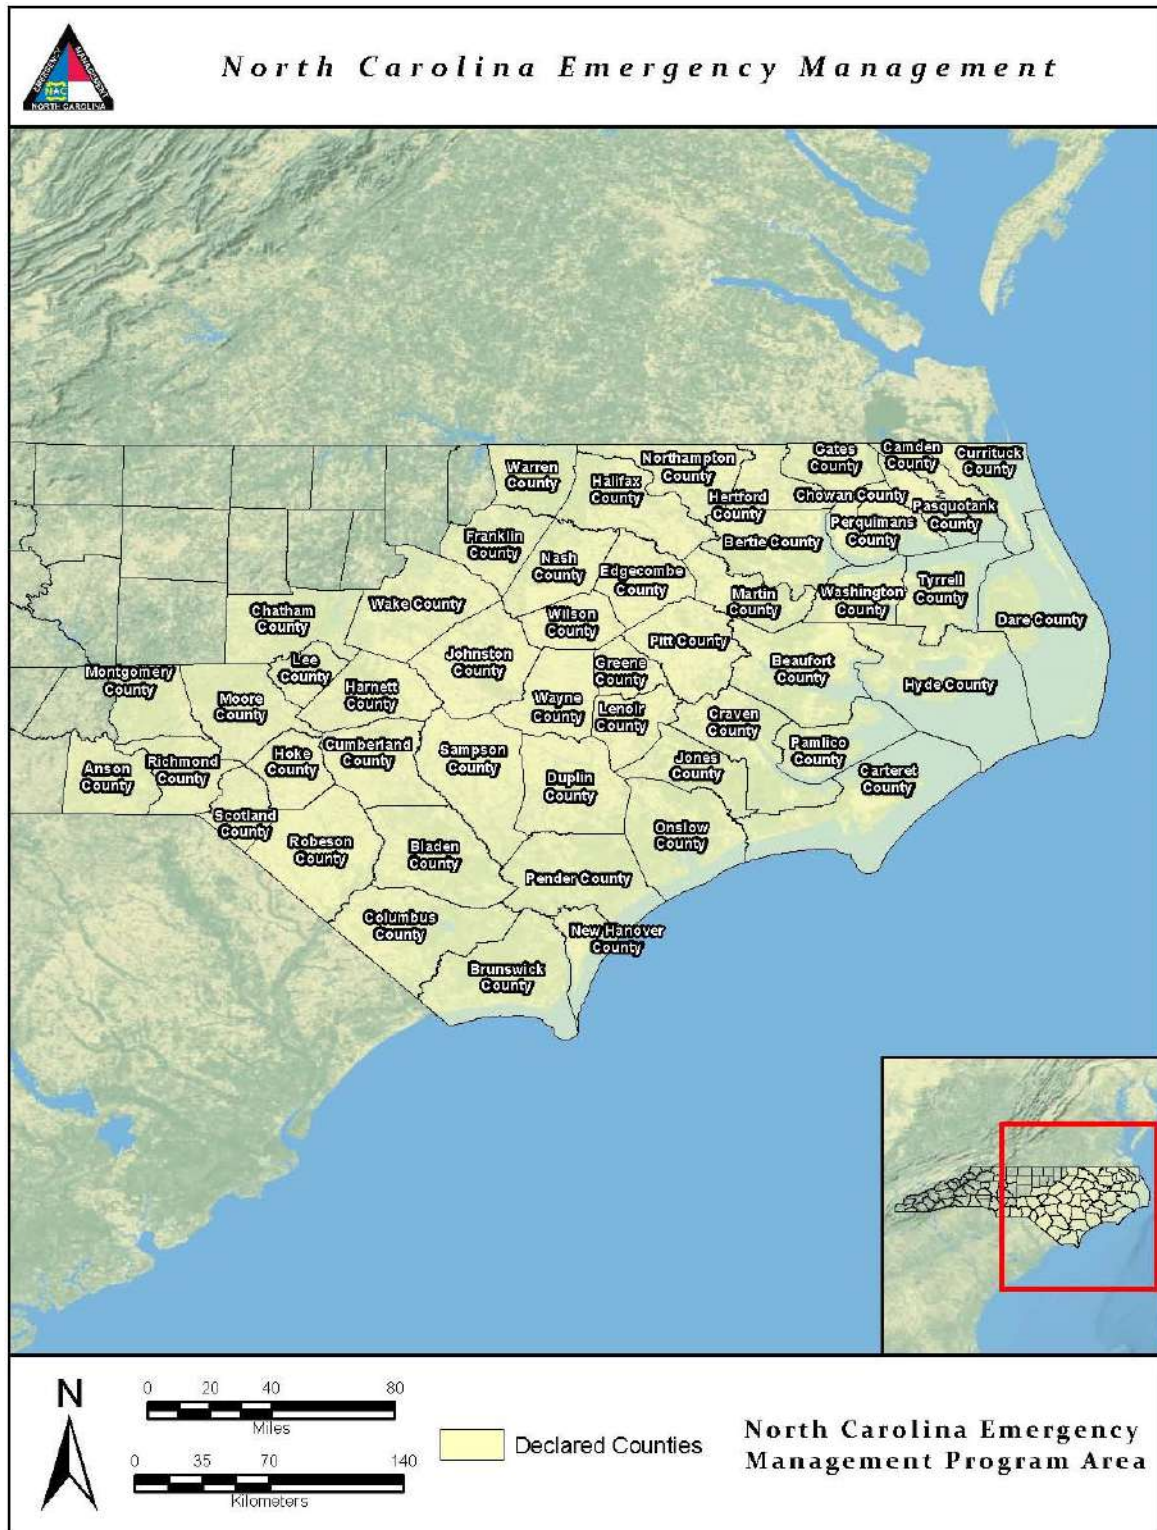 EMERGENCY
MANAGEMENT
NAC
NORTH CAROLINA
North Carolina Emergency Management
Northampton
County
Gates
County
Camden
County
Currituck
County
Warren
County
Halifax
County
Hertford
County
Chowan County
Pasquotank
County
Perquimans
County
Franklin
County
Bertie County
Nash
County
Edgecombe
County
Tyrrell
County
Martin
County
Washington
County
Chatham
County
Wake County
Wilson
County
Dare County
Pitt County
Johnston
County
Lee
County
Greene
County
Beaufort
County
Montgomery
County
Harnett
County
Hyde County
Moore
County
Wayne
County
Lenoir
County
Craven
County
Hoke
County
Cumberland
County
Sampson
County
Pamlico
County
Anson
County
Richmond
County
Duplin
County
Jones
County
Carteret
County
Scotland
County
Onslow
County
Robeson
County
Bladen
County
Pender County
Columbus
County
New Hanover
County
Brunswick
County
N
0 20 40 80
Miles
0 35 70 140
Kilometers
Declared Counties
North Carolina Emergency
Management Program Area